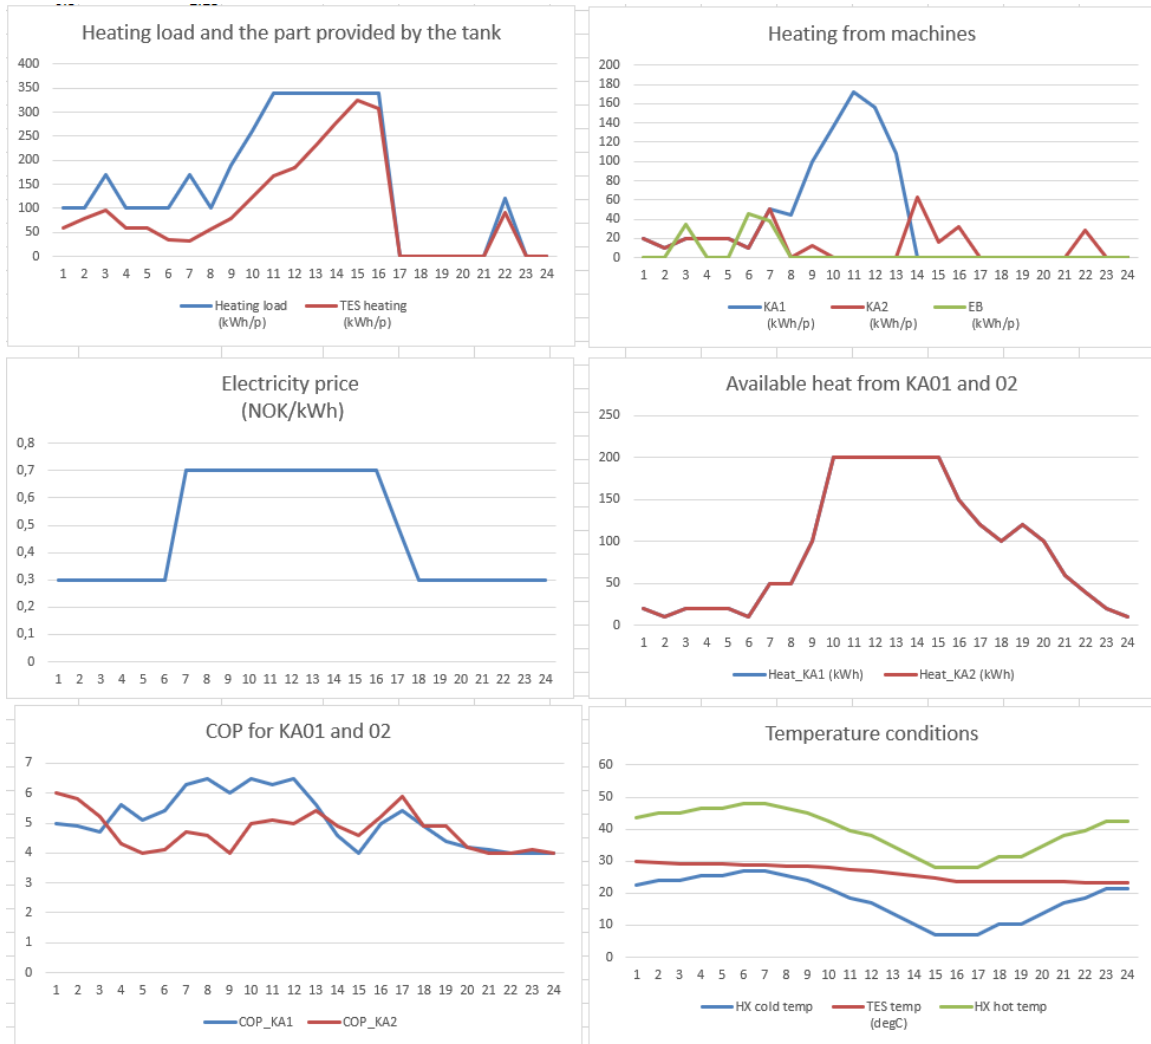 Heating load and the part provided by the tank
400
350
300
250
200
150
100
50
0
1 2 3 4 5 6 7 8 9 10 11 12 13 14 15 16 17 18 19 20 21 22 23 24
Heating load (kWh/p)
TES heating (kWh/p)
Heating from machines
200
180
160
140
120
100
80
60
40
20
0
1 2 3 4 5 6 7 8 9 10 11 12 13 14 15 16 17 18 19 20 21 22 23 24
KA1 (kWh/p)
KA2 (kWh/p)
EB (kWh/p)
Electricity price
(NOK/kWh)
0,8
0,7
0,6
0,5
0,4
0,3
0,2
0,1
0
1 2 3 4 5 6 7 8 9 10 11 12 13 14 15 16 17 18 19 20 21 22 23 24
Available heat from KA01 and 02
250
200
150
100
50
0
1 2 3 4 5 6 7 8 9 10 11 12 13 14 15 16 17 18 19 20 21 22 23 24
Heat_KA1 (kWh)
Heat_KA2 (kWh)
COP for KA01 and 02
7
6
5
4
3
2
1
0
1 2 3 4 5 6 7 8 9 10 11 12 13 14 15 16 17 18 19 20 21 22 23 24
COP_KA1
COP_KA2
Temperature conditions
60
50
40
30
20
10
0
1 2 3 4 5 6 7 8 9 10 11 12 13 14 15 16 17 18 19 20 21 22 23 24
HX cold temp
TES temp (degC)
HX hot temp